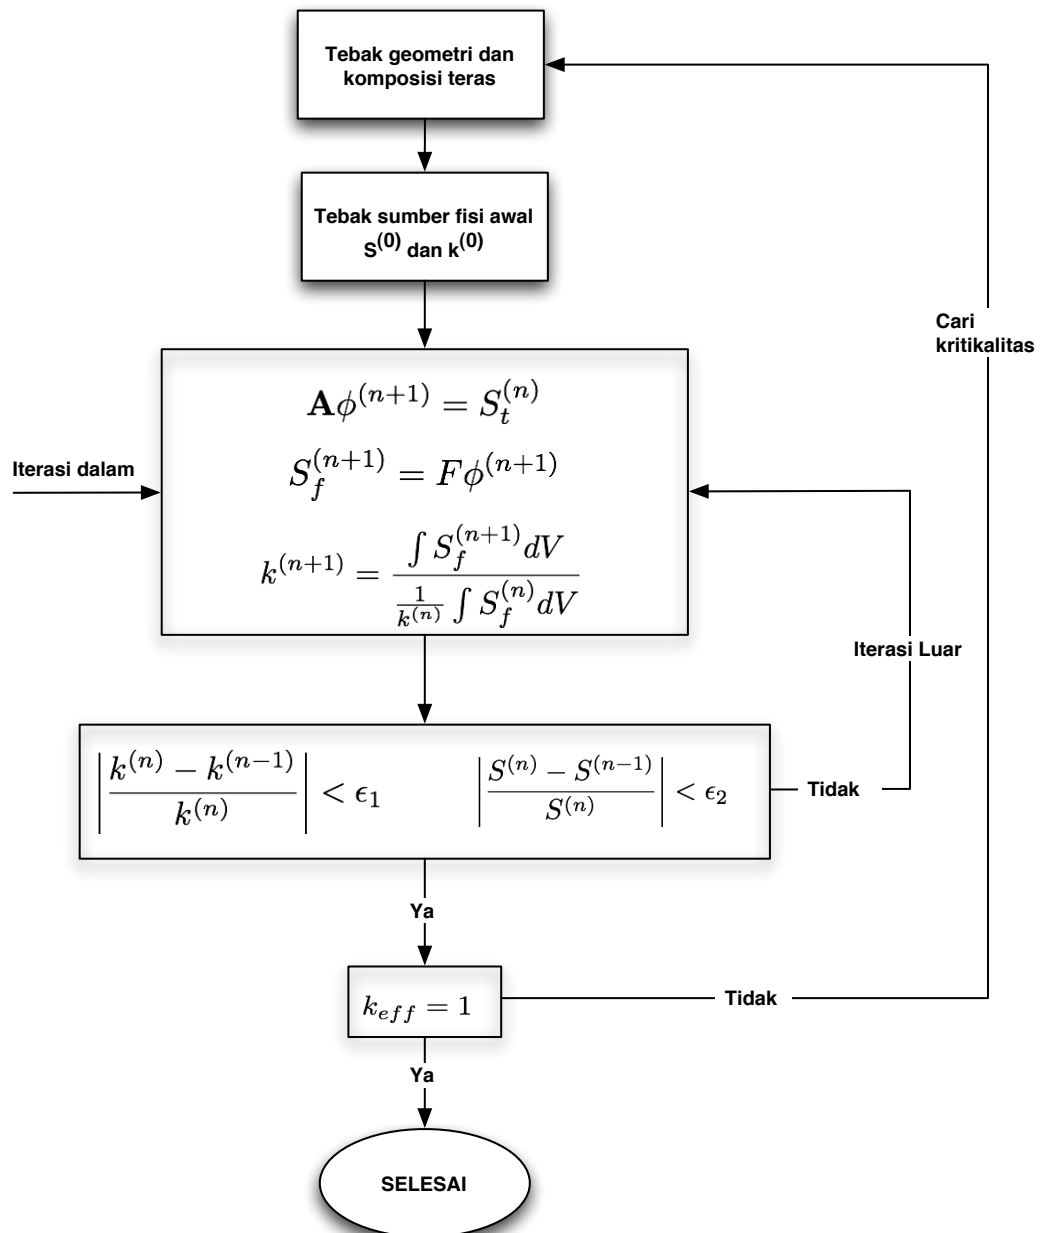 Tebak geometri dan
komposisi teras
Tebak sumber fisi awal
S^(0) dan k^(0)
Cari
kritikalitas
Iterasi dalam
𝐀ϕ^(n+1) = S_t^(n)
S_f^(n+1) = Fϕ^(n+1)
k^(n+1) = ∫ S_f^(n+1) dV / (1/k^(n) ∫ S_f^(n) dV)
Iterasi Luar
|(k^(n) − k^(n−1)) / k^(n)| < ϵ_1
|(S^(n) − S^(n−1)) / S^(n)| < ϵ_2
Tidak
Ya
k_eff = 1
Tidak
Ya
SELESAI